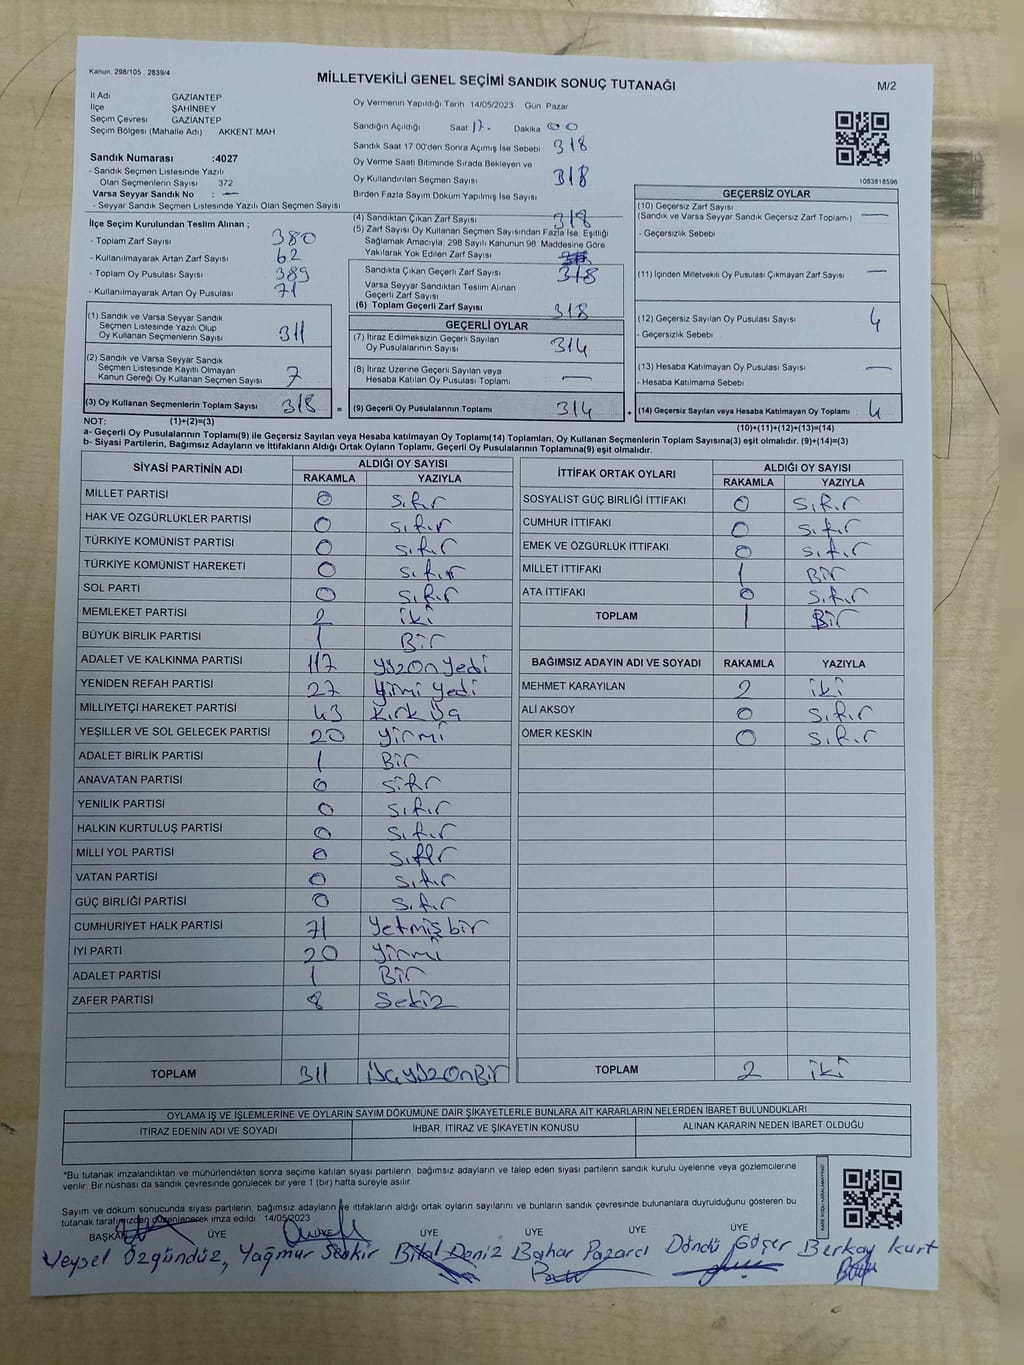 Kanun: 298/105 , 2839/4
MİLLETVEKİLİ GENEL SEÇİMİ SANDIK SONUÇ TUTANAĞI
M/2
İl Adı GAZİANTEP
İlçe ŞAHİNBEY
Seçim Çevresi GAZİANTEP
Seçim Bölgesi (Mahalle Adı) AKKENT MAH
Sandık Numarası :4027
- Sandık Seçmen Listesinde Yazılı
Olan Seçmenlerin Sayısı 372
Varsa Seyyar Sandık No : —
- Seyyar Sandık Seçmen Listesinde Yazılı Olan Seçmen Sayısı
Oy Vermenin Yapıldığı Tarih 14/05/2023 Gün: Pazar
Sandığın Açıldığı Saat 17. Dakika 00
Sandık Saat 17:00'den Sonra Açımış İse Sebebi 318
Oy Verme Saati Bitiminde Sırada Bekleyen ve
Oy Kullandırılan Seçmen Sayısı 318
Birden Fazla Sayım Döküm Yapılmış İse Sayısı
1083818596
İlçe Seçim Kurulundan Teslim Alınan ;
- Toplam Zarf Sayısı 380
- Kullanılmayarak Artan Zarf Sayısı 62
- Toplam Oy Pusulası Sayısı 389
- Kullanılmayarak Artan Oy Pusulası 71
(1) Sandık ve Varsa Seyyar Sandık
Seçmen Listesinde Yazılı Olup
Oy Kullanan Seçmenlerin Sayısı 311
(2) Sandık ve Varsa Seyyar Sandık
Seçmen Listesinde Kayıtlı Olmayan
Kanun Gereği Oy Kullanan Seçmen Sayısı 7
(3) Oy Kullanan Seçmenlerin Toplam Sayısı 318 =
(4) Sandıktan Çıkan Zarf Sayısı 318
(5) Zarf Sayısı Oy Kullanan Seçmen Sayısından Fazla İse, Eşitliği
Sağlamak Amacıyla, 298 Sayılı Kanunun 98. Maddesine Göre
Yakılarak Yok Edilen Zarf Sayısı
Sandıkta Çıkan Geçerli Zarf Sayısı 318
Varsa Seyyar Sandıktan Teslim Alınan
Geçerli Zarf Sayısı
(6) Toplam Geçerli Zarf Sayısı 318
GEÇERLİ OYLAR
(7) İtiraz Edilmeksizin Geçerli Sayılan
Oy Pusulalarının Sayısı 314
(8) İtiraz Üzerine Geçerli Sayılan veya
Hesaba Katılan Oy Pusulası Toplamı —
(9) Geçerli Oy Pusulalarının Toplamı 314 +
GEÇERSİZ OYLAR
(10) Geçersiz Zarf Sayısı
(Sandık ve Varsa Seyyar Sandık Geçersiz Zarf Toplamı) —
- Geçersizlik Sebebi
(11) İçinden Milletvekili Oy Pusulası Çıkmayan Zarf Sayısı —
(12) Geçersiz Sayılan Oy Pusulası Sayısı 4
- Geçersizlik Sebebi
(13) Hesaba Katılmayan Oy Pusulası Sayısı —
- Hesaba Katılmama Sebebi
(14) Geçersiz Sayılan veya Hesaba Katılmayan Oy Toplamı 4
NOT: (1)+(2)=(3) (10)+(11)+(12)+(13)=(14)
a- Geçerli Oy Pusulalarının Toplamı(9) ile Geçersiz Sayılan veya Hesaba katılmayan Oy Toplamı(14) Toplamları, Oy Kullanan Seçmenlerin Toplam Sayısına(3) eşit olmalıdır. (9)+(14)=(3)
b- Siyasi Partilerin, Bağımsız Adayların ve İttifakların Aldığı Ortak Oyların Toplamı, Geçerli Oy Pusulalarının Toplamına(9) eşit olmalıdır.
SİYASİ PARTİNİN ADI ALDIĞI OY SAYISI
RAKAMLA YAZIYLA
MİLLET PARTİSİ 0 sıfır
HAK VE ÖZGÜRLÜKLER PARTİSİ 0 sıfır
TÜRKİYE KOMÜNİST PARTİSİ 0 sıfır
TÜRKİYE KOMÜNİST HAREKETİ 0 sıfır
SOL PARTİ 0 sıfır
MEMLEKET PARTİSİ 2 iki
BÜYÜK BİRLİK PARTİSİ 1 Bir
ADALET VE KALKINMA PARTİSİ 117 yüzonyedi
YENİDEN REFAH PARTİSİ 27 yirmi yedi
MİLLİYETÇİ HAREKET PARTİSİ 43 Kırk üç
YEŞİLLER VE SOL GELECEK PARTİSİ 20 yirmi
ADALET BİRLİK PARTİSİ 1 Bir
ANAVATAN PARTİSİ 0 sıfır
YENİLİK PARTİSİ 0 sıfır
HALKIN KURTULUŞ PARTİSİ 0 sıfır
MİLLİ YOL PARTİSİ 0 sıfır
VATAN PARTİSİ 0 sıfır
GÜÇ BİRLİĞİ PARTİSİ 0 sıfır
CUMHURİYET HALK PARTİSİ 71 Yetmiş bir
İYİ PARTİ 20 yirmi
ADALET PARTİSİ 1 Bir
ZAFER PARTİSİ 8 Sekiz
TOPLAM 311 üçyüzonBir
İTTİFAK ORTAK OYLARI ALDIĞI OY SAYISI
RAKAMLA YAZIYLA
SOSYALİST GÜÇ BİRLİĞİ İTTİFAKI 0 sıfır
CUMHUR İTTİFAKI 0 sıfır
EMEK VE ÖZGÜRLÜK İTTİFAKI 0 sıfır
MİLLET İTTİFAKI 1 Bir
ATA İTTİFAKI 0 sıfır
TOPLAM 1 Bir
BAĞIMSIZ ADAYIN ADI VE SOYADI RAKAMLA YAZIYLA
MEHMET KARAYILAN 2 iki
ALİ AKSOY 0 sıfır
ÖMER KESKİN 0 sıfır
TOPLAM 2 iki
OYLAMA İŞ VE İŞLEMLERİNE VE OYLARIN SAYIM DÖKÜMÜNE DAİR ŞİKAYETLERLE BUNLARA AİT KARARLARIN NELERDEN İBARET BULUNDUKLARI
İTİRAZ EDENİN ADI VE SOYADI İHBAR, İTİRAZ VE ŞİKAYETİN KONUSU ALINAN KARARIN NEDEN İBARET OLDUĞU
*Bu tutanak imzalandıktan ve mühürlendikten sonra seçime katılan siyasi partilerin, bağımsız adayların ve talep eden siyasi partilerin sandık kurulu üyelerine veya gözlemcilerine
verilir. Bir nüshası da sandık çevresinde görülecek bir yere 1 (bir) hafta süreyle asılır.
Sayım ve döküm sonucunda siyasi partilerin, bağımsız adayların ve ittifakların aldığı ortak oyların sayılarını ve bunların sandık çevresinde bulunanlara duyrulduğunu gösteren bu
tutanak tarafımızdan düzenlenerek imza edildi. 14/05/2023
KARE KODU KARALAMAYINIZ!
BAŞKAN ÜYE ÜYE ÜYE ÜYE ÜYE ÜYE
Veysel Özgündüz, Yağmur Bilal Deniz Bahar Pazarcı Döndü Göçer Berkay Kurt